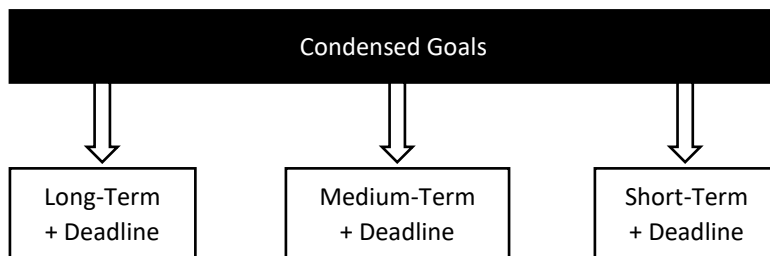 Condensed Goals
Long-Term
+ Deadline
Medium-Term
+ Deadline
Short-Term
+ Deadline